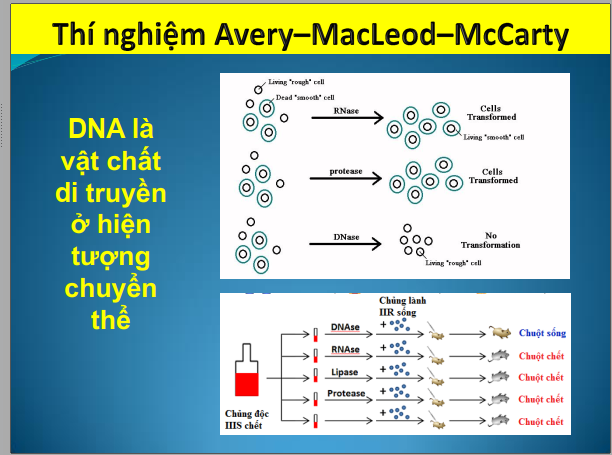 Thí nghiệm Avery–MacLeod–McCarty
DNA là
vật chất
di truyền
ở hiện
tượng
chuyển
thể
Living "rough" cell
Dead "smooth" cell
RNase
Cells
Transformed
Living "smooth" cell
protease
Cells
Transformed
DNase
No
Transformation
Living "rough" cell
Chủng lành
IIR sống
DNAse
+
Chuột sống
RNAse
+
Chuột chết
Lipase
+
Chuột chết
Protease
+
Chuột chết
+
Chuột chết
Chủng độc
IIIS chết